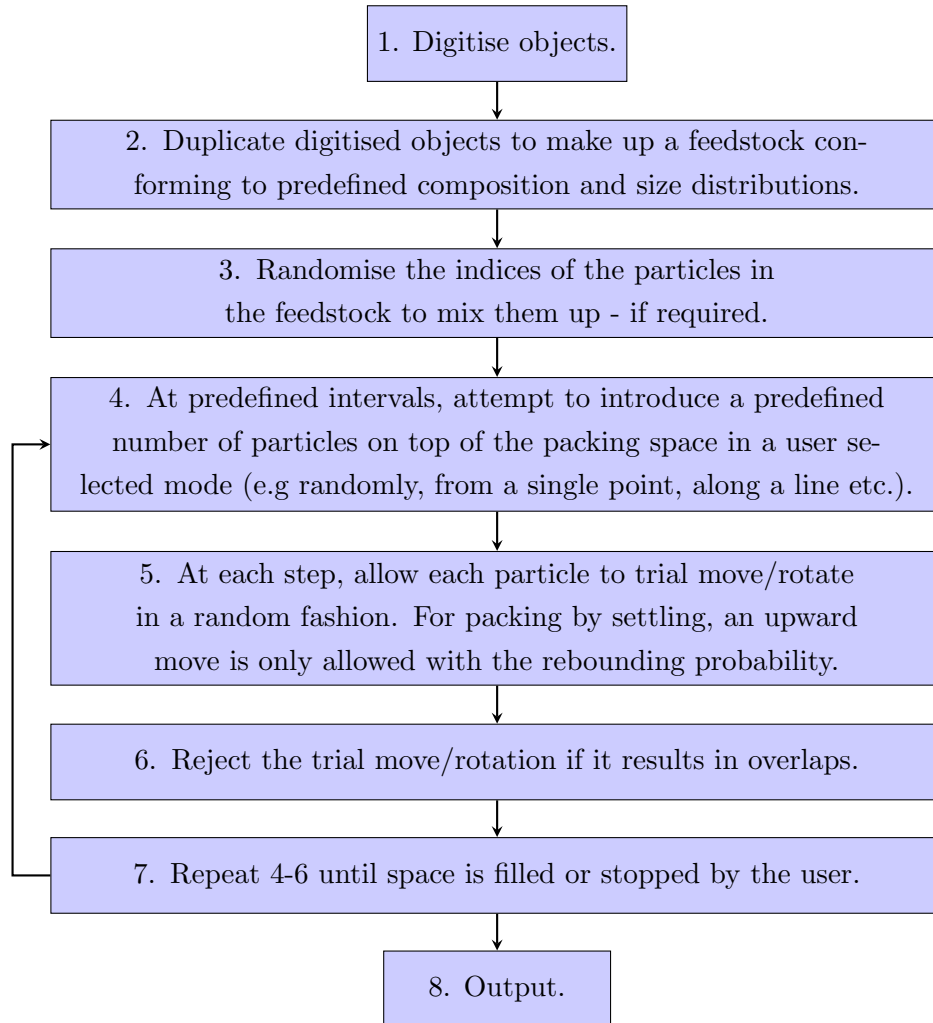 1. Digitise objects.
2. Duplicate digitised objects to make up a feedstock con-
forming to predefined composition and size distributions.
3. Randomise the indices of the particles in
the feedstock to mix them up - if required.
4. At predefined intervals, attempt to introduce a predefined
number of particles on top of the packing space in a user se-
lected mode (e.g randomly, from a single point, along a line etc.).
5. At each step, allow each particle to trial move/rotate
in a random fashion. For packing by settling, an upward
move is only allowed with the rebounding probability.
6. Reject the trial move/rotation if it results in overlaps.
7. Repeat 4-6 until space is filled or stopped by the user.
8. Output.